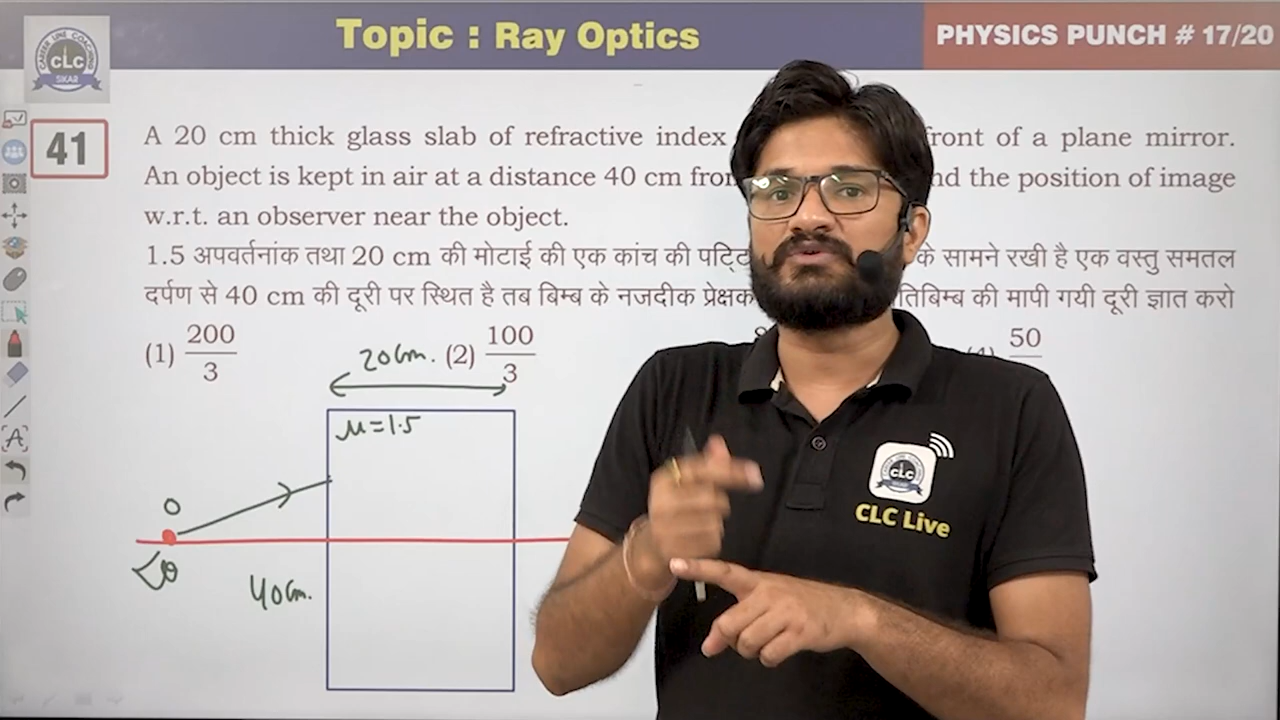 Topic : Ray Optics
PHYSICS PUNCH # 17/20
CAREER LINE COACHING
CLC
SIKAR
41
A 20 cm thick glass slab of refractive index front of a plane mirror.
An object is kept in air at a distance 40 cm the position of image
w.r.t. an observer near the object.
1.5 अपवर्तनांक तथा 20 cm की मोटाई की एक कांच की के सामने रखी है एक वस्तु समतल
दर्पण से 40 cm की दूरी पर स्थित है तब बिम्ब के नजदीक की मापी गयी दूरी ज्ञात करो
(1) 200/3
20cm.
(2) 100/3
50
μ=1.5
O
40cm.
CLC
CLC Live